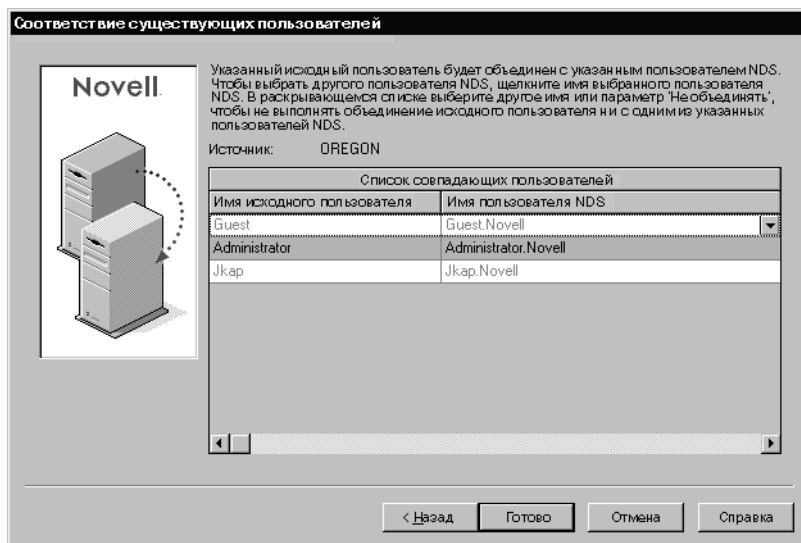 Соответствие существующих пользователей
Novell.
Указанный исходный пользователь будет объединен с указанным пользователем NDS.
Чтобы выбрать другого пользователя NDS, щелкните имя выбранного пользователя
NDS. В раскрывающемся списке выберите другое имя или параметр 'Не объединять',
чтобы не выполнять объединение исходного пользователя ни с одним из указанных
пользователей NDS.
Источник: OREGON
Список совпадающих пользователей
Имя исходного пользователя Имя пользователя NDS
Guest Guest.Novell
Administrator Administrator.Novell
Jkap Jkap.Novell
< Назад Готово Отмена Справка